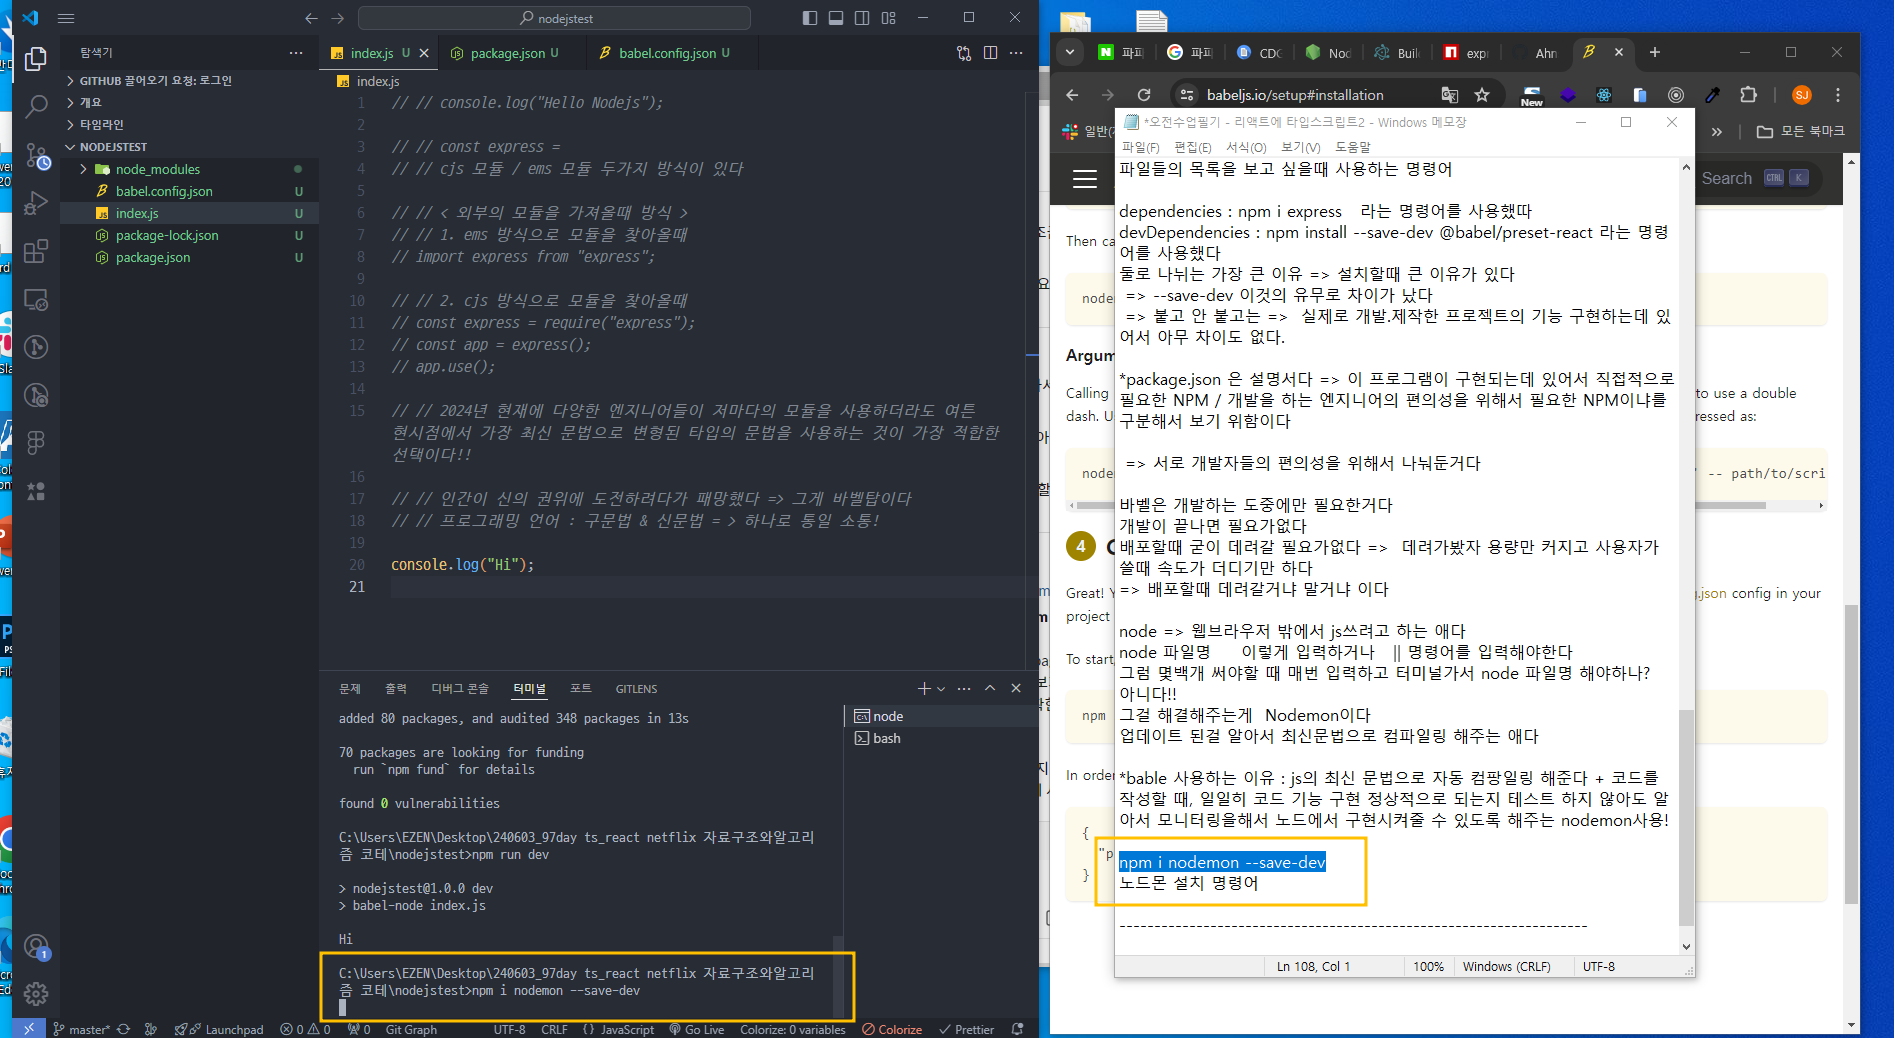 nodejstest
탐색기
GITHUB 끌어오기 요청: 로그인
개요
타임라인
NODEJSTEST
node_modules
babel.config.json U
index.js U
package-lock.json U
package.json U
index.js U
package.json U
babel.config.json U
index.js
1 // // console.log("Hello Nodejs");
2
3 // // const express =
4 // // cjs 모듈 / ems 모듈 두가지 방식이 있다
5
6 // // < 외부의 모듈을 가져올때 방식 >
7 // // 1. ems 방식으로 모듈을 찾아올때
8 // import express from "express";
9
10 // // 2. cjs 방식으로 모듈을 찾아올때
11 // const express = require("express");
12 // const app = express();
13 // app.use();
14
15 // // 2024년 현재에 다양한 엔지니어들이 저마다의 모듈을 사용하더라도 여튼
현시점에서 가장 최신 문법으로 변형된 타입의 문법을 사용하는 것이 가장 적합한
선택이다!!
16
17 // // 인간이 신의 권위에 도전하려다가 패망했다 => 그게 바벨탑이다
18 // // 프로그래밍 언어 : 구문법 & 신문법 = > 하나로 통일 소통!
19
20 console.log("Hi");
21
문제 출력 디버그 콘솔 터미널 포트 GITLENS
added 80 packages, and audited 348 packages in 13s
70 packages are looking for funding
run `npm fund` for details
found 0 vulnerabilities
C:\Users\EZEN\Desktop\240603_97day ts_react netflix 자료구조와알고리
즘 코테\nodejstest>npm run dev
> nodejstest@1.0.0 dev
> babel-node index.js
Hi
C:\Users\EZEN\Desktop\240603_97day ts_react netflix 자료구조와알고리
즘 코테\nodejstest>npm i nodemon --save-dev
node
bash
master* Launchpad 0 0 0 Git Graph UTF-8 CRLF {} JavaScript Go Live Colorize: 0 variables Colorize Prettier
파파 파파 CDG Nod Buil expr Ahn
babeljs.io/setup#installation
New
SJ
일반(
모든 북마크
*오전수업필기 - 리액트에 타입스크립트2 - Windows 메모장
파일(F) 편집(E) 서식(O) 보기(V) 도움말
파일들의 목록을 보고 싶을때 사용하는 명령어
dependencies : npm i express 라는 명령어를 사용했따
devDependencies : npm install --save-dev @babel/preset-react 라는 명령
어를 사용했다
둘로 나뉘는 가장 큰 이유 => 설치할때 큰 이유가 있다
=> --save-dev 이것의 유무로 차이가 났다
=> 붙고 안 붙고는 => 실제로 개발.제작한 프로젝트의 기능 구현하는데 있
어서 아무 차이도 없다.
*package.json 은 설명서다 => 이 프로그램이 구현되는데 있어서 직접적으로
필요한 NPM / 개발을 하는 엔지니어의 편의성을 위해서 필요한 NPM이냐를
구분해서 보기 위함이다
=> 서로 개발자들의 편의성을 위해서 나눠둔거다
바벨은 개발하는 도중에만 필요한거다
개발이 끝나면 필요가없다
배포할때 굳이 데려갈 필요가없다 => 데려가봤자 용량만 커지고 사용자가
쓸때 속도가 더디기만 하다
=> 배포할때 데려갈거냐 말거냐 이다
node => 웹브라우저 밖에서 js쓰려고 하는 애다
node 파일명 이렇게 입력하거나 || 명령어를 입력해야한다
그럼 몇백개 써야할 때 매번 입력하고 터미널가서 node 파일명 해야하나?
아니다!!
그걸 해결해주는게 Nodemon이다
업데이트 된걸 알아서 최신문법으로 컴파일링 해주는 애다
*bable 사용하는 이유 : js의 최신 문법으로 자동 컴팡일링 해준다 + 코드를
작성할 때, 일일히 코드 기능 구현 정상적으로 되는지 테스트 하지 않아도 알
아서 모니터링을해서 노드에서 구현시켜줄 수 있도록 해주는 nodemon사용!
npm i nodemon --save-dev
노드몬 설치 명령어
--------------------------------------------------------------------
Ln 108, Col 1 100% Windows (CRLF) UTF-8
Search CTRL K
Then ca
node
Argum
Calling
to use a double
dash. U
ressed as:
node
-- path/to/scri
4
Great! Y
g.json config in your
project
To start
npm
In order
{
"p
}